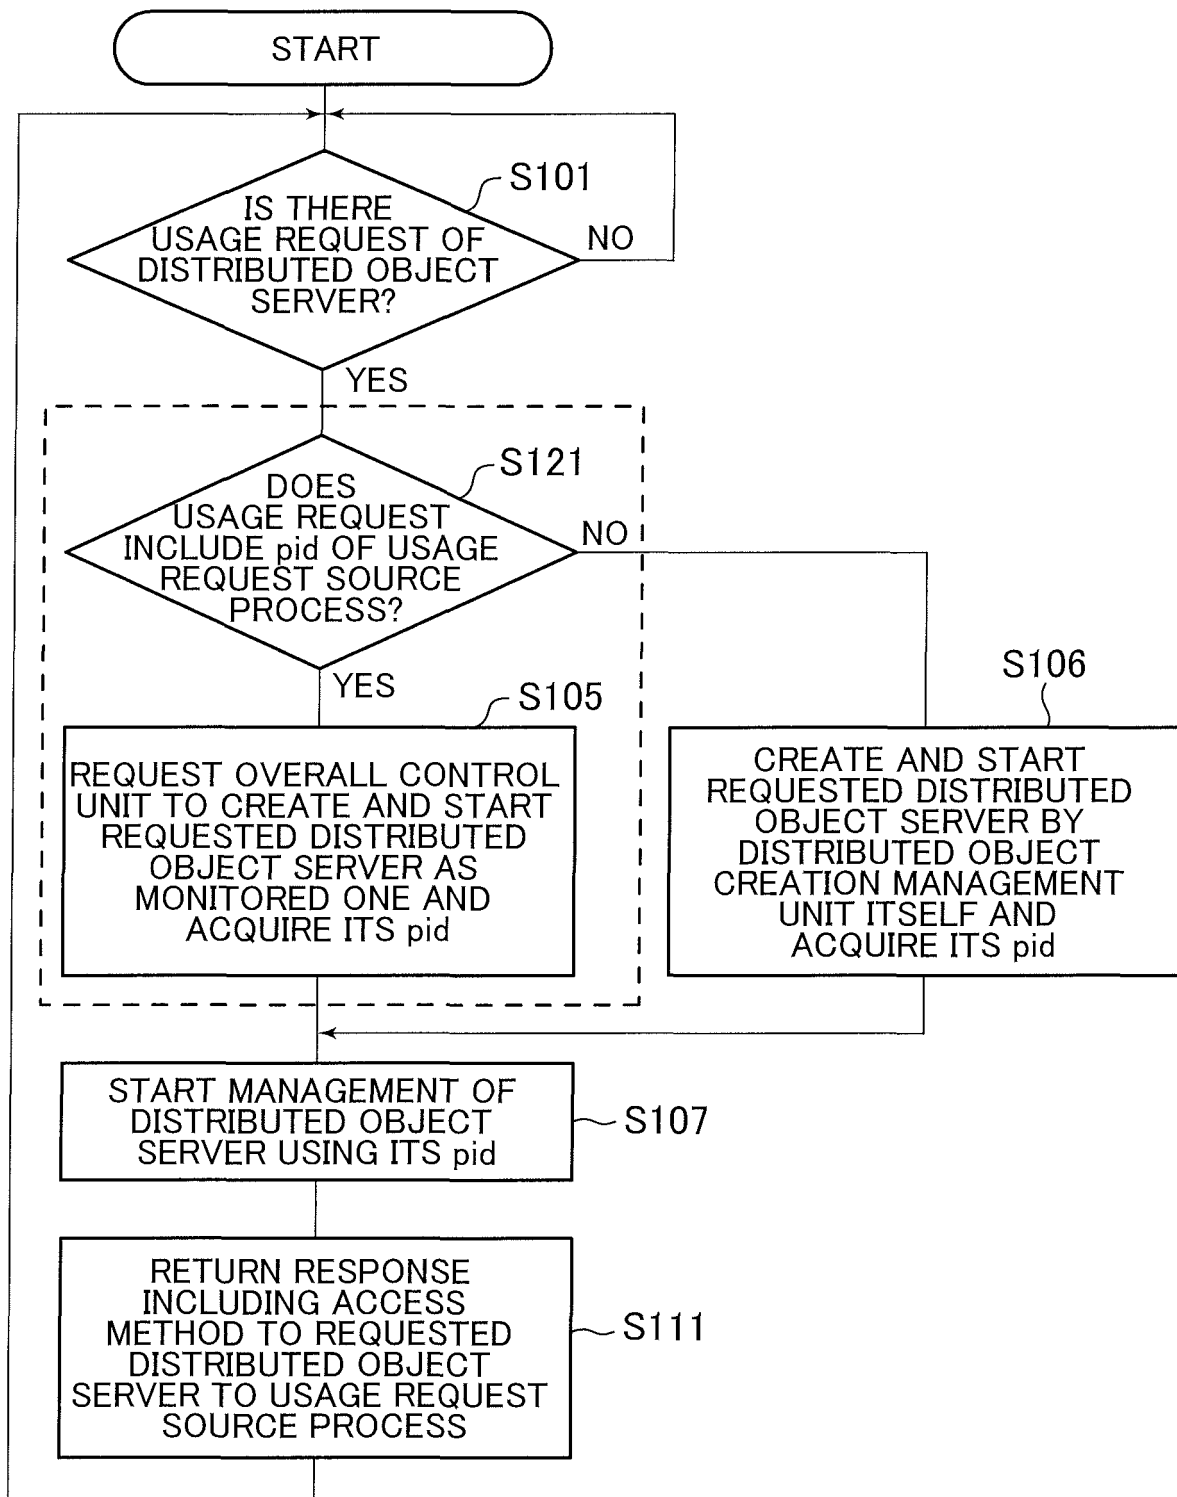 START
S101
IS THERE
USAGE REQUEST OF
DISTRIBUTED OBJECT
SERVER?
NO
YES
S121
DOES
USAGE REQUEST
INCLUDE pid OF USAGE
REQUEST SOURCE
PROCESS?
NO
YES
S105
REQUEST OVERALL CONTROL
UNIT TO CREATE AND START
REQUESTED DISTRIBUTED
OBJECT SERVER AS
MONITORED ONE AND
ACQUIRE ITS pid
S106
CREATE AND START
REQUESTED DISTRIBUTED
OBJECT SERVER BY
DISTRIBUTED OBJECT
CREATION MANAGEMENT
UNIT ITSELF AND
ACQUIRE ITS pid
START MANAGEMENT OF
DISTRIBUTED OBJECT
SERVER USING ITS pid
S107
RETURN RESPONSE
INCLUDING ACCESS
METHOD TO REQUESTED
DISTRIBUTED OBJECT
SERVER TO USAGE REQUEST
SOURCE PROCESS
S111